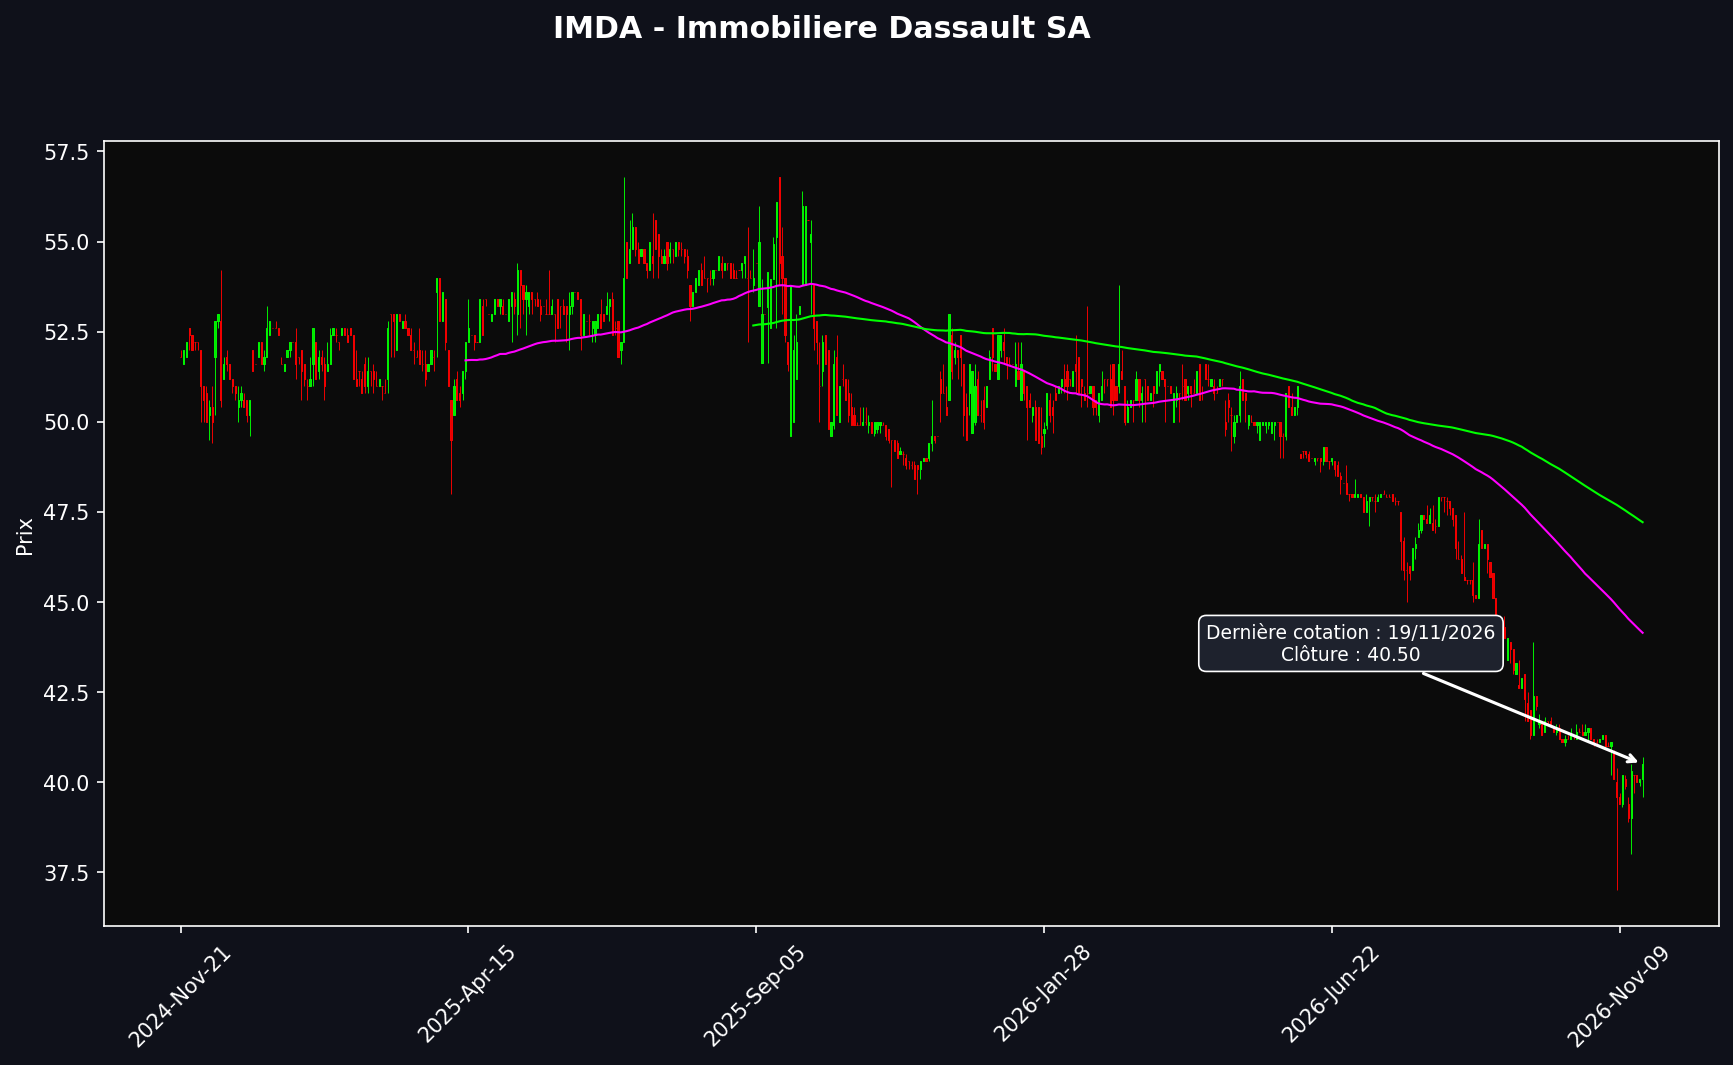 IMDA - Immobiliere Dassault SA
57.5
55.0
52.5
50.0
47.5
45.0
42.5
40.0
37.5
Prix
Dernière cotation : 19/11/2026
Clôture : 40.50
2024-Nov-21
2025-Apr-15
2025-Sep-05
2026-Jan-28
2026-Jun-22
2026-Nov-09